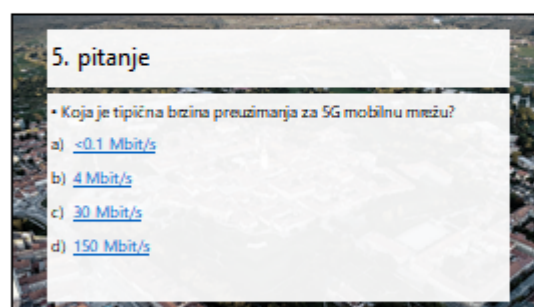 5. pitanje
• Koja je tipična brzina preuzimanja za 5G mobilnu mrežu?
a) <0.1 Mbit/s
b) 4 Mbit/s
c) 30 Mbit/s
d) 150 Mbit/s